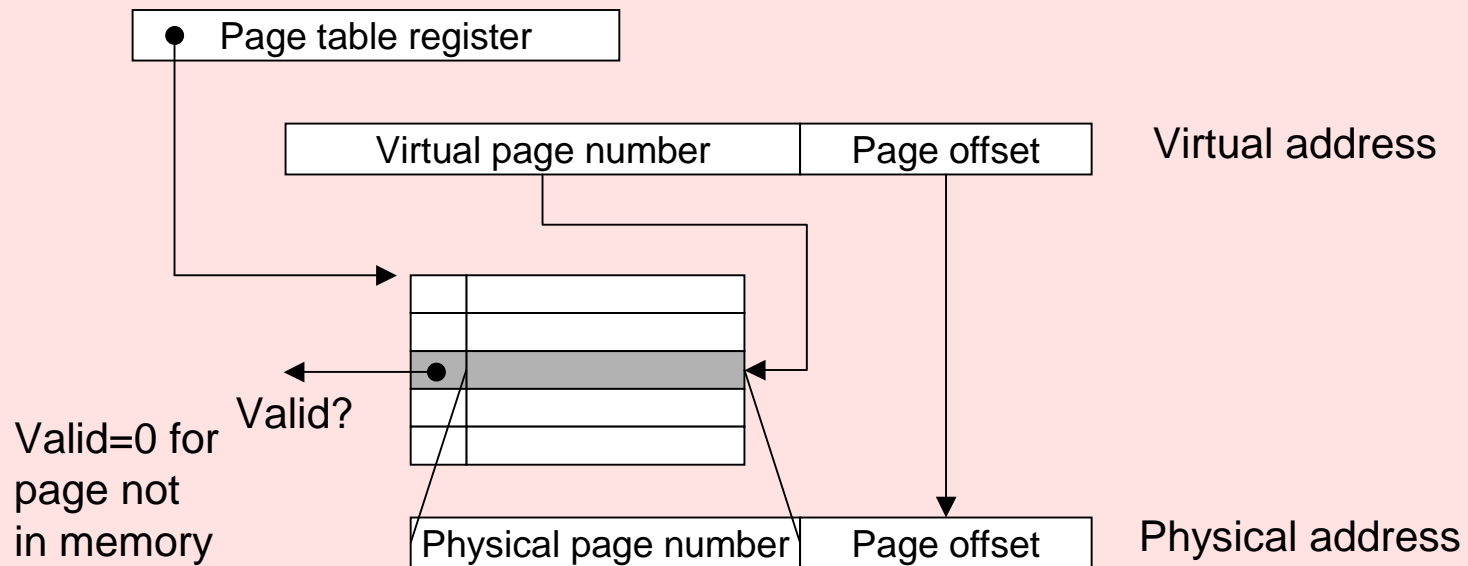 Page table register
Virtual page number
Page offset
Virtual address
Valid?
Valid=0 for
page not
in memory
Physical page number
Page offset
Physical address